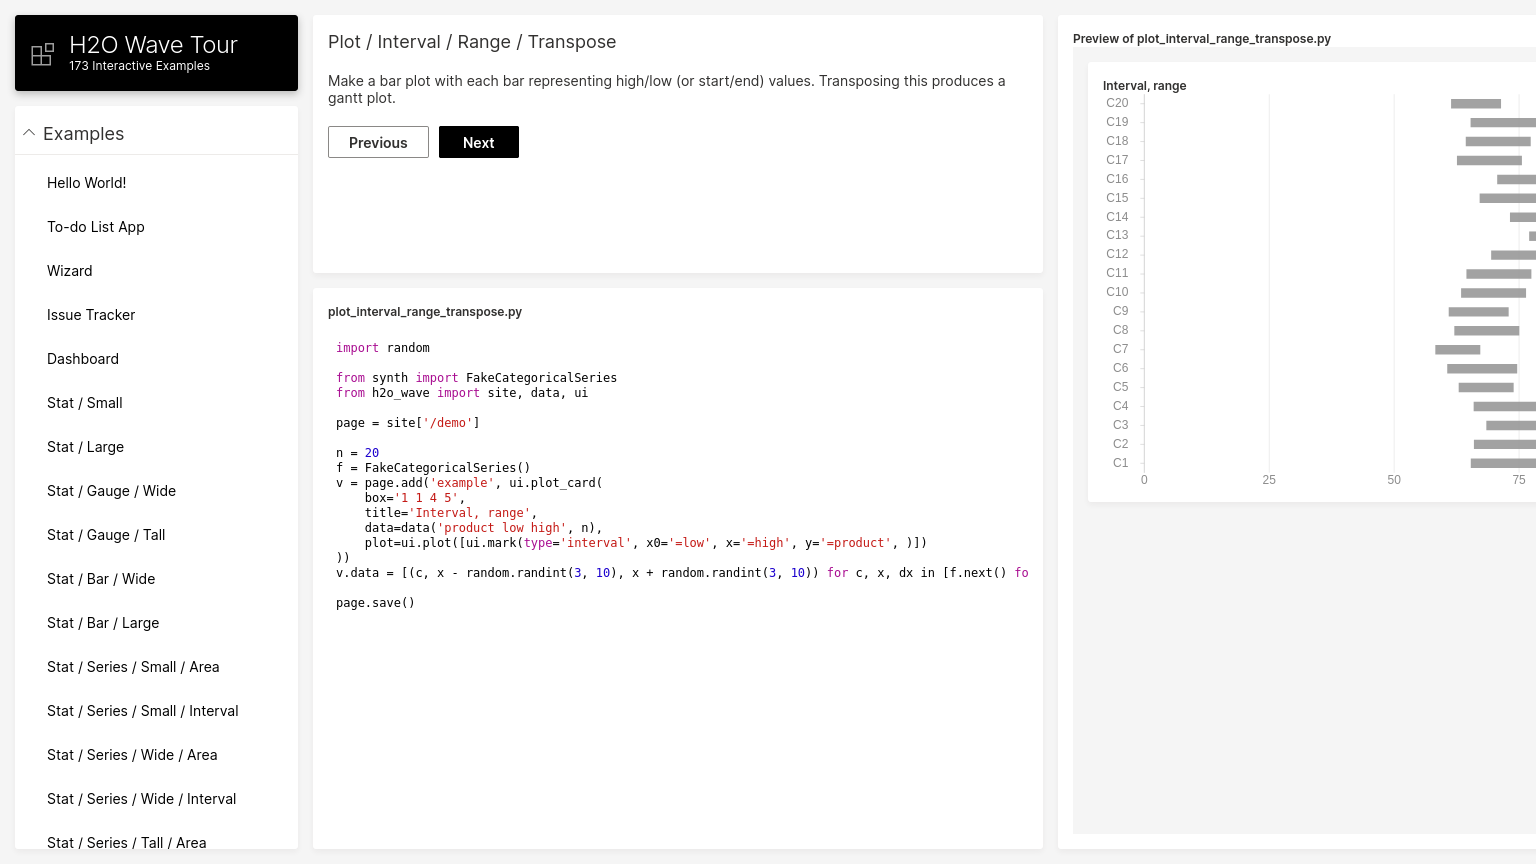 H2O Wave Tour
173 Interactive Examples
Examples
Hello World!
To-do List App
Wizard
Issue Tracker
Dashboard
Stat / Small
Stat / Large
Stat / Gauge / Wide
Stat / Gauge / Tall
Stat / Bar / Wide
Stat / Bar / Large
Stat / Series / Small / Area
Stat / Series / Small / Interval
Stat / Series / Wide / Area
Stat / Series / Wide / Interval
Stat / Series / Tall / Area
Plot / Interval / Range / Transpose
Make a bar plot with each bar representing high/low (or start/end) values. Transposing this produces a
gantt plot.
Previous
Next
plot_interval_range_transpose.py
import random
from synth import FakeCategoricalSeries
from h2o_wave import site, data, ui
page = site['/demo']
n = 20
f = FakeCategoricalSeries()
v = page.add('example', ui.plot_card(
    box='1 1 4 5',
    title='Interval, range',
    data=data('product low high', n),
    plot=ui.plot([ui.mark(type='interval', x0='=low', x='=high', y='=product', )])
))
v.data = [(c, x - random.randint(3, 10), x + random.randint(3, 10)) for c, x, dx in [f.next() fo
page.save()
Preview of plot_interval_range_transpose.py
Interval, range
C20
C19
C18
C17
C16
C15
C14
C13
C12
C11
C10
C9
C8
C7
C6
C5
C4
C3
C2
C1
0 25 50 75